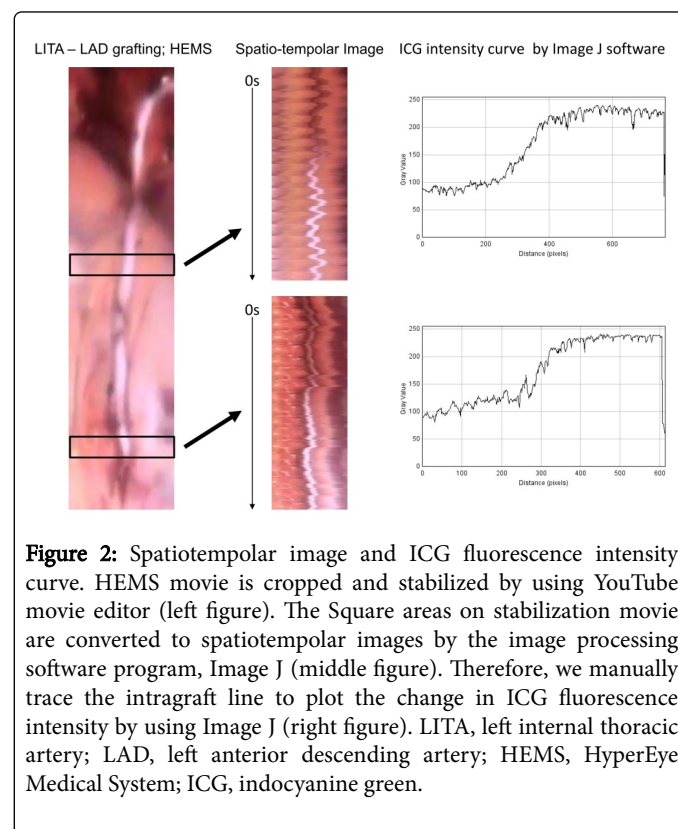 LITA – LAD grafting; HEMS
Spatio-tempolar Image
ICG intensity curve by Image J software
0s
250
200
150
100
50
0
Gray Value
0 200 400 600
Distance (pixels)
0s
250
200
150
100
50
0
Gray Value
0 100 200 300 400 500 600
Distance (pixels)
Figure 2: Spatiotempolar image and ICG fluorescence intensity
curve. HEMS movie is cropped and stabilized by using YouTube
movie editor (left figure). The Square areas on stabilization movie
are converted to spatiotempolar images by the image processing
software program, Image J (middle figure). Therefore, we manually
trace the intragraft line to plot the change in ICG fluorescence
intensity by using Image J (right figure). LITA, left internal thoracic
artery; LAD, left anterior descending artery; HEMS, HyperEye
Medical System; ICG, indocyanine green.